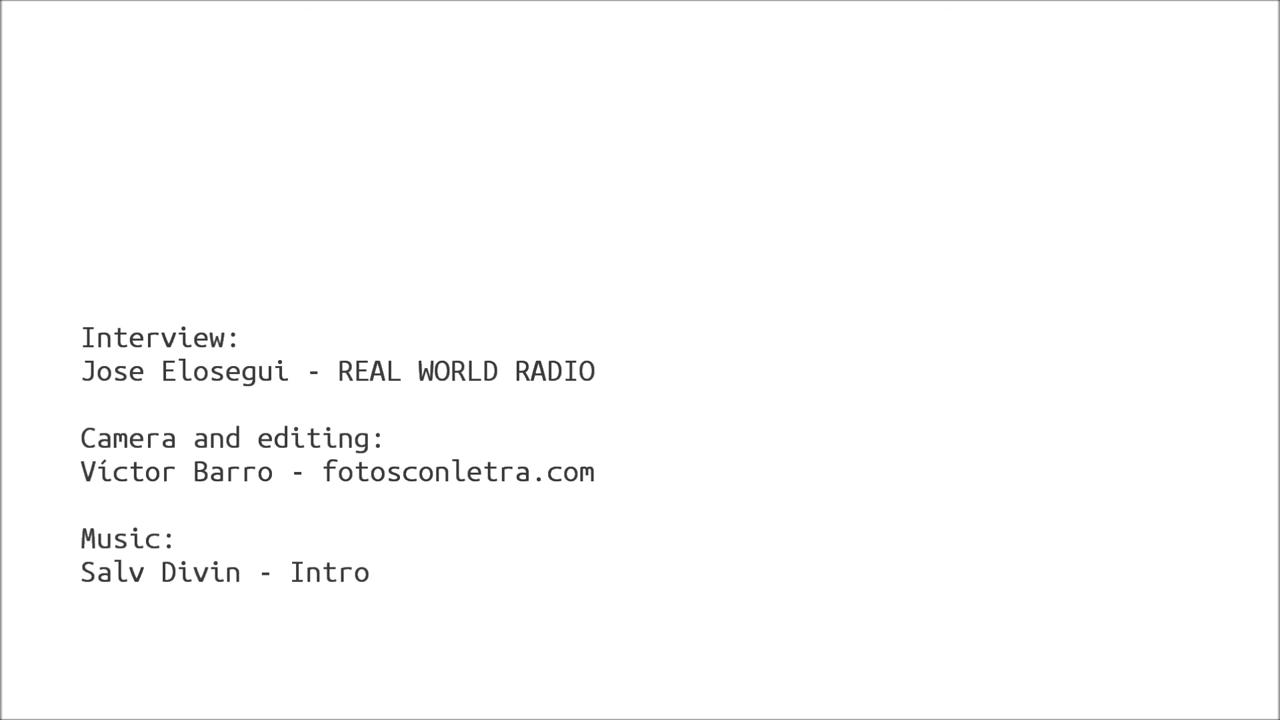 Interview:
Jose Elosegui - REAL WORLD RADIO
Camera and editing:
Víctor Barro - fotosconletra.com
Music:
Salv Divin - Intro